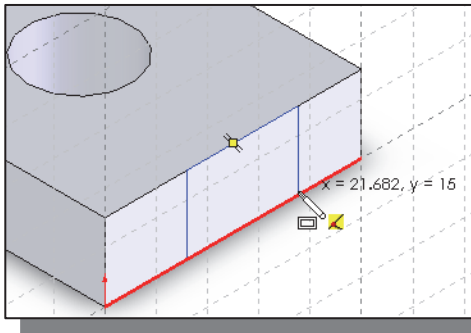 x = 21.682, y = 15